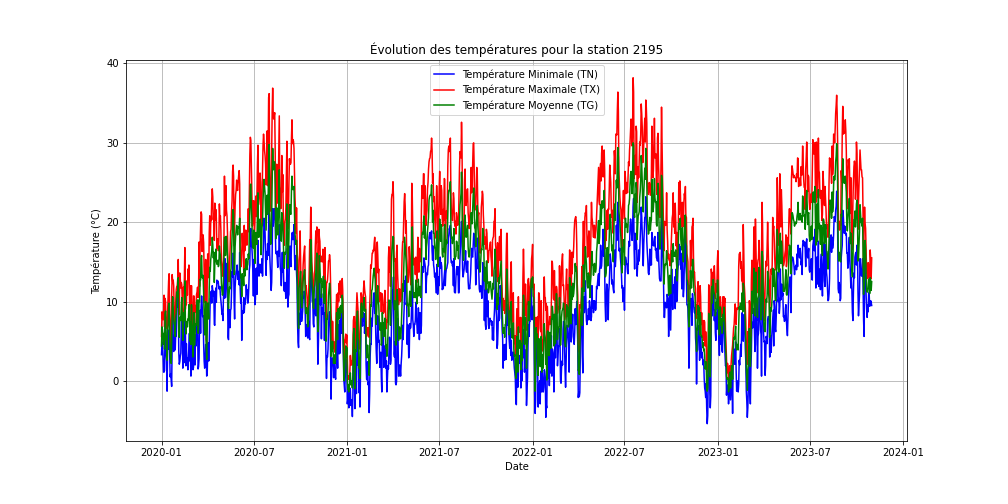 Évolution des températures pour la station 2195
Température Minimale (TN)
Température Maximale (TX)
Température Moyenne (TG)
Température (°C)
40
30
20
10
0
2020-01
2020-07
2021-01
2021-07
2022-01
2022-07
2023-01
2023-07
2024-01
Date